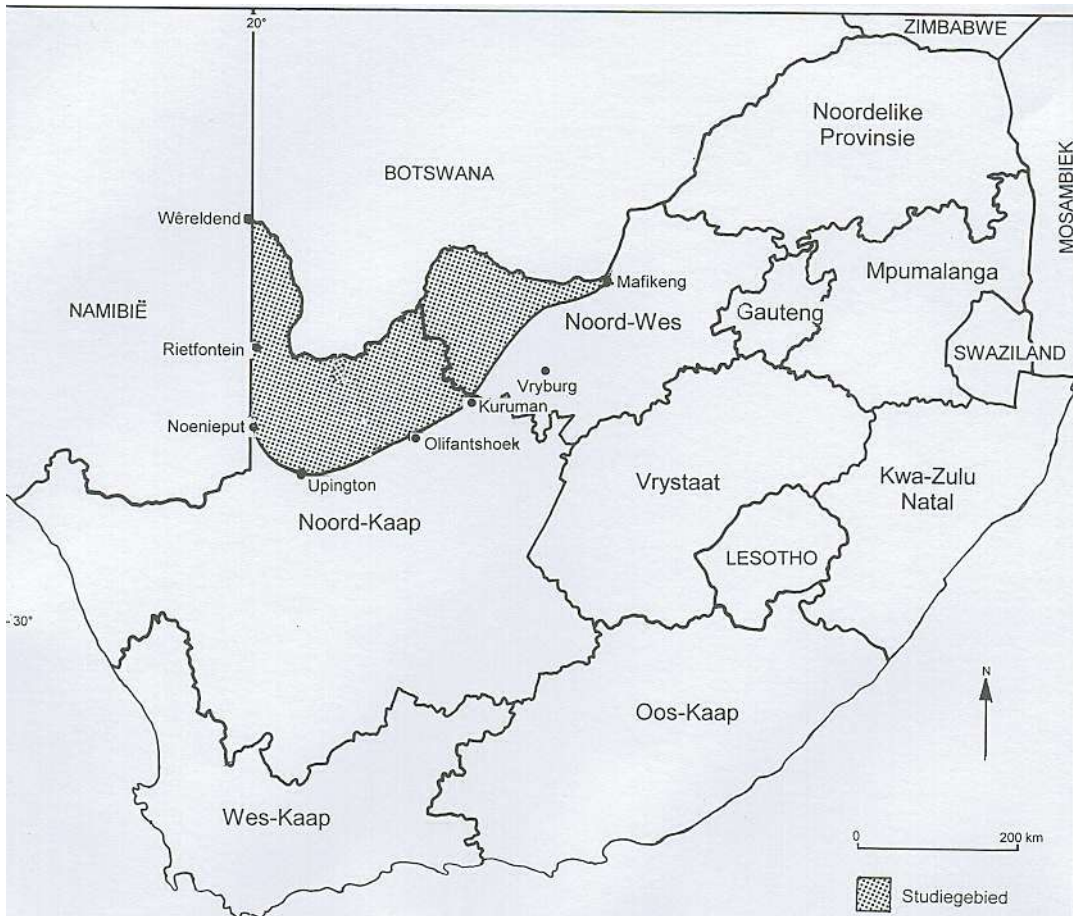 20°
ZIMBABWE
Noordelike
Provinsie
MOSAMBIEK
BOTSWANA
Wêreldend
Mafikeng
Mpumalanga
NAMIBIË
Gauteng
Noord-Wes
Rietfontein
SWAZILAND
Vryburg
Kuruman
Noenieput
Olifantshoek
Upington
Vrystaat
Kwa-Zulu
Natal
Noord-Kaap
LESOTHO
30°
N
Oos-Kaap
Wes-Kaap
0 200 km
Studiegebied